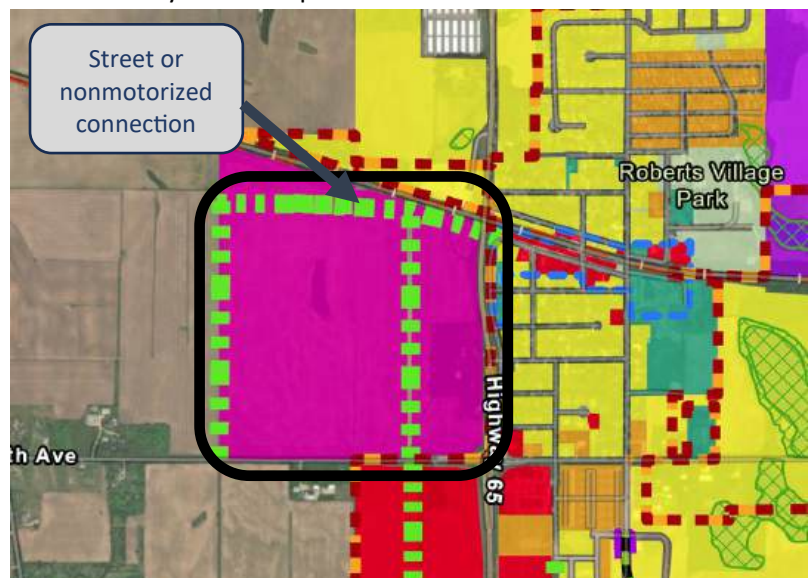 Street or
nonmotorized
connection
Roberts Village
Park
Highway 65
th Ave